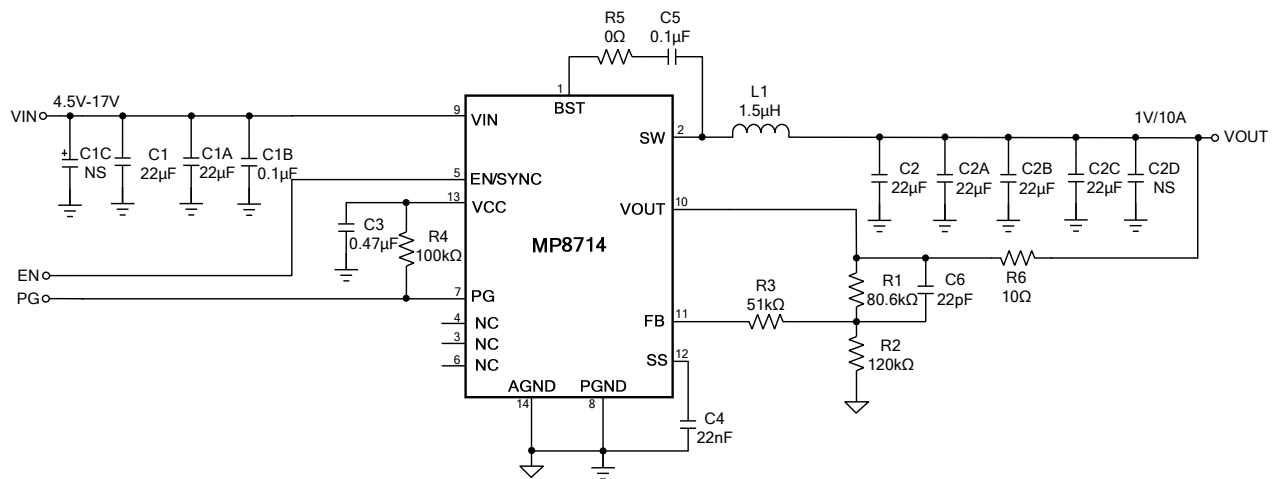 R5
0Ω
C5
0.1µF
1
BST
VIN
4.5V-17V
9
VIN
+
C1C
NS
C1
22µF
C1A
22µF
C1B
0.1µF
SW
2
L1
1.5µH
1V/10A
VOUT
C2
22µF
C2A
22µF
C2B
22µF
C2C
22µF
C2D
NS
5
EN/SYNC
13
VCC
C3
0.47µF
R4
100kΩ
VOUT
10
MP8714
EN
PG
7
PG
4
NC
3
NC
6
NC
R1
80.6kΩ
C6
22pF
R6
10Ω
R3
51kΩ
FB
11
R2
120kΩ
SS
12
AGND
PGND
14
8
C4
22nF